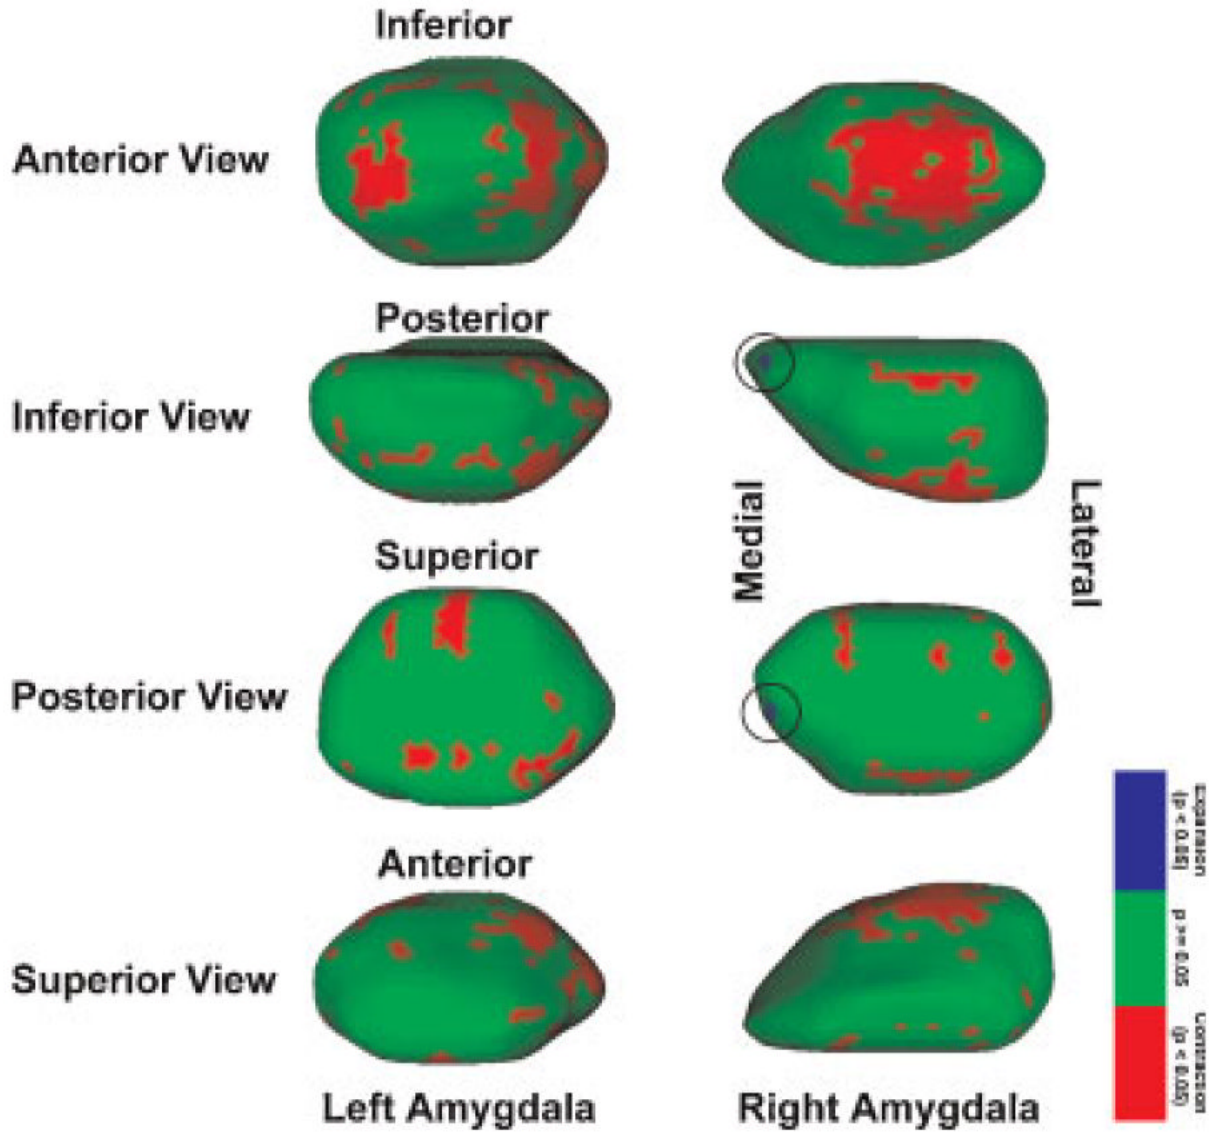 Inferior
Anterior View
Posterior
Inferior View
Medial
Lateral
Superior
Posterior View
Anterior
Superior View
Left Amygdala
Right Amygdala
Expansion
(p < 0.05)
p >= 0.05
Contraction
(p < 0.05)